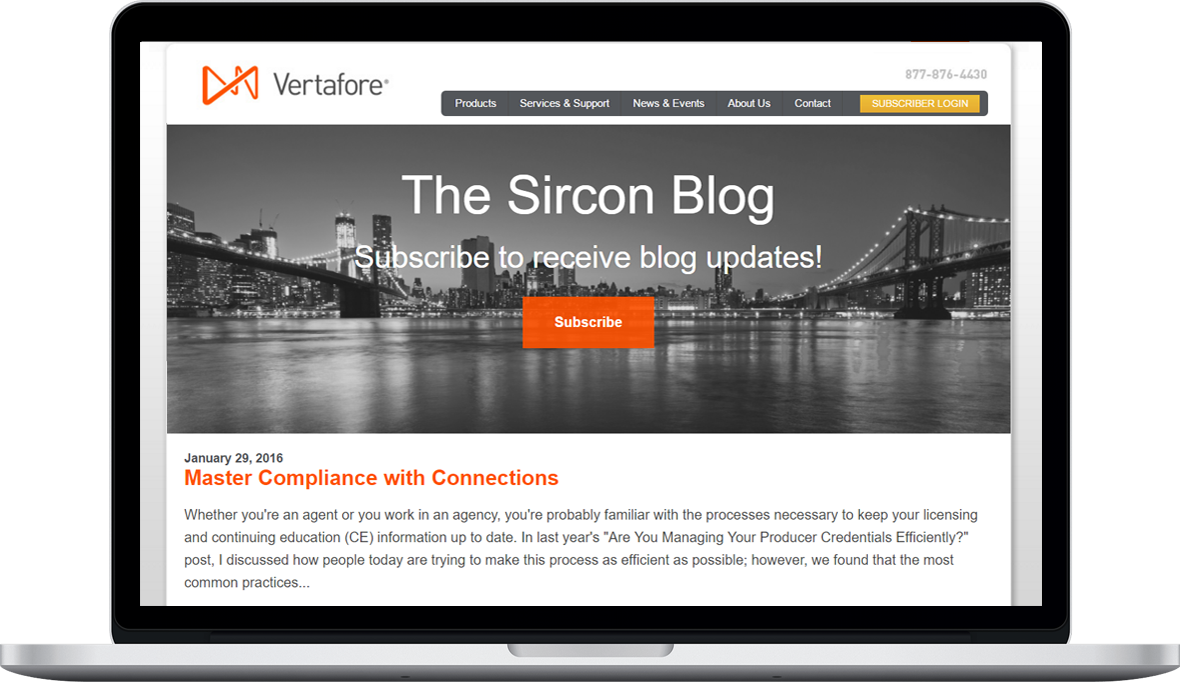 Vertafore®
877-876-4430
Products Services & Support News & Events About Us Contact SUBSCRIBER LOGIN
The Sircon Blog
Subscribe to receive blog updates!
Subscribe
January 29, 2016
Master Compliance with Connections
Whether you're an agent or you work in an agency, you're probably familiar with the processes necessary to keep your licensing
and continuing education (CE) information up to date. In last year's "Are You Managing Your Producer Credentials Efficiently?"
post, I discussed how people today are trying to make this process as efficient as possible; however, we found that the most
common practices...